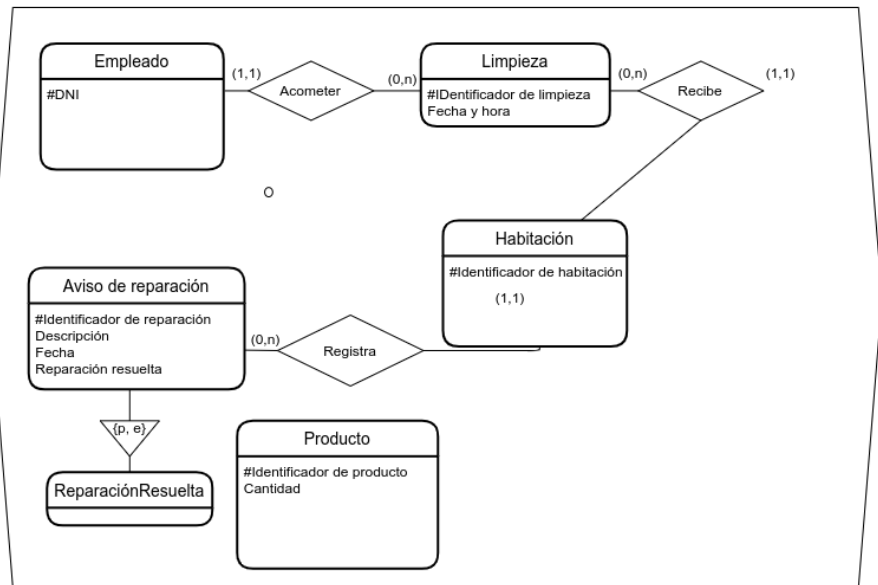 Empleado
#DNI
(1,1)
Acometer
(0,n)
Limpieza
#IDentificador de limpieza
Fecha y hora
(0,n)
Recibe
(1,1)
O
Habitación
#Identificador de habitación
(1,1)
Aviso de reparación
#Identificador de reparación
Descripción
Fecha
Reparación resuelta
(0,n)
Registra
{p, e}
ReparaciónResuelta
Producto
#Identificador de producto
Cantidad